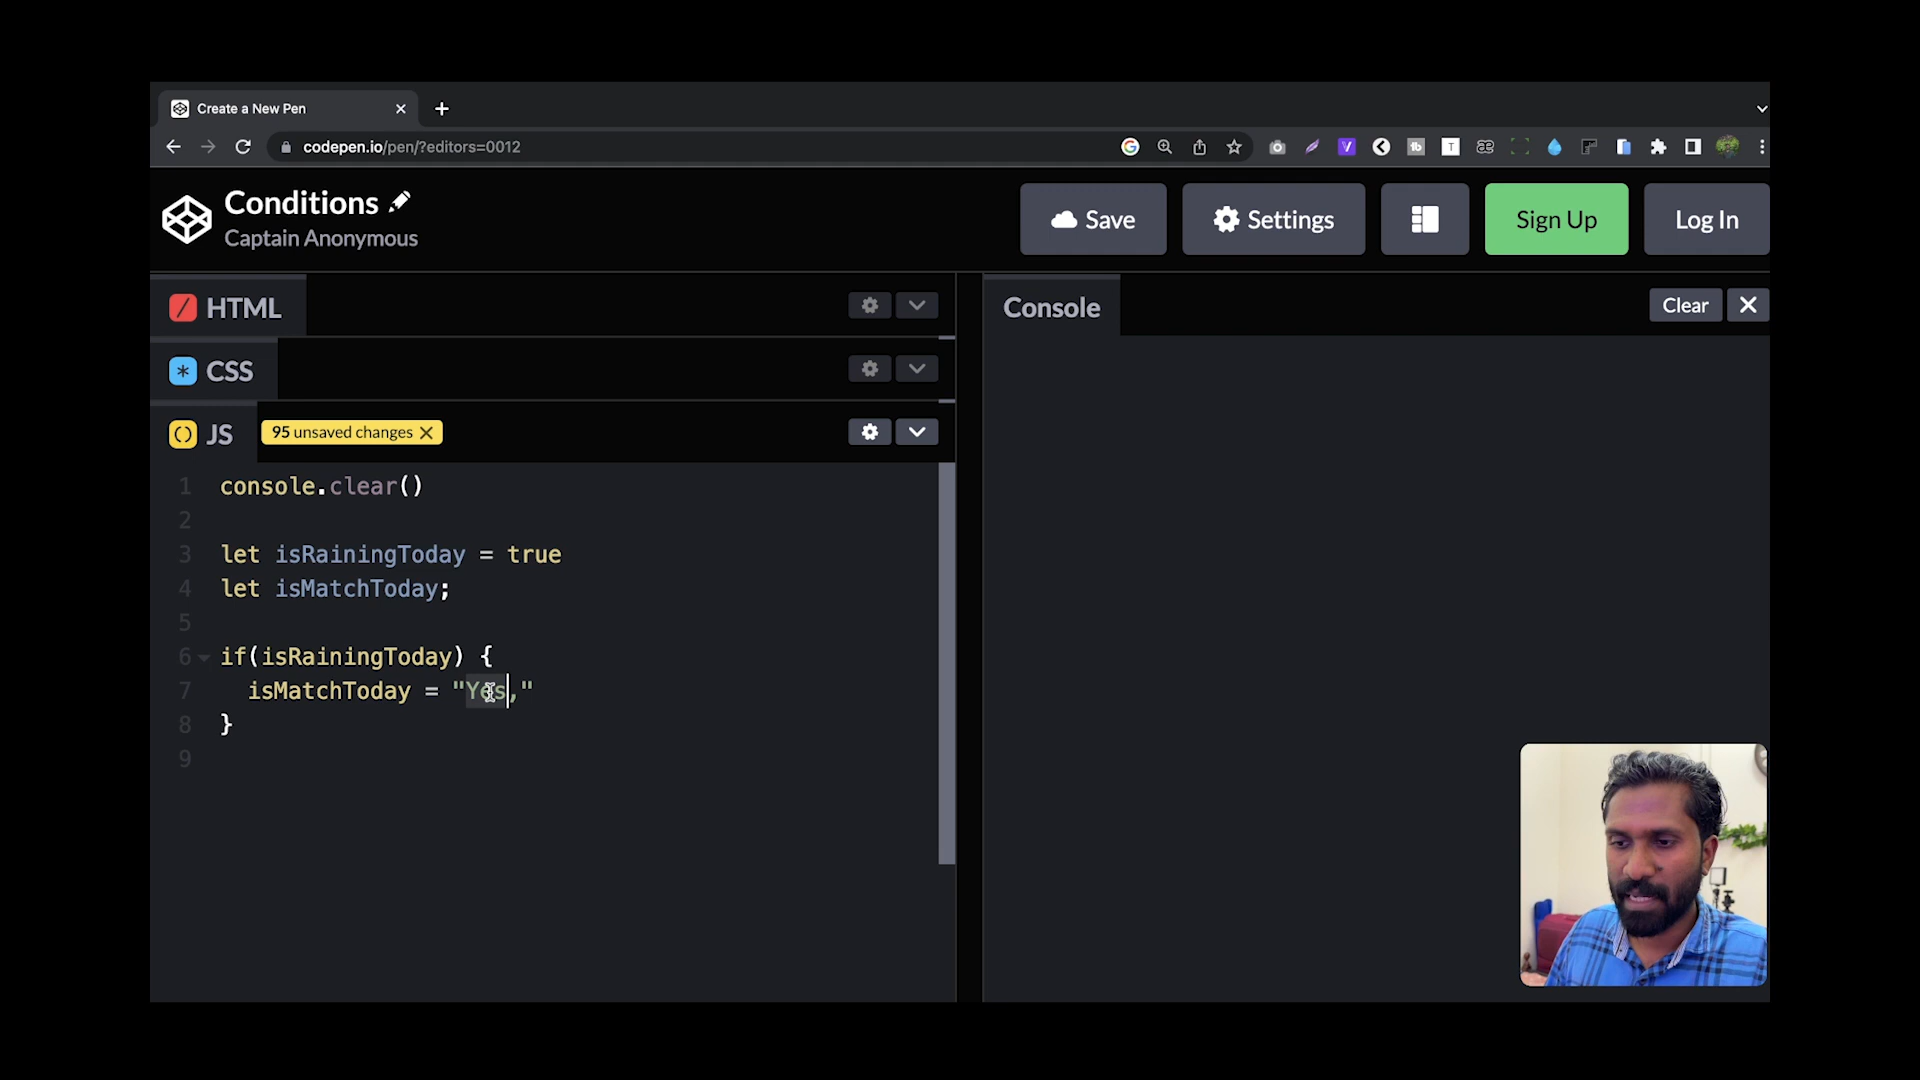 Create a New Pen
codepen.io/pen/?editors=0012
Conditions
Captain Anonymous
Save
Settings
Sign Up
Log In
HTML
CSS
JS
95 unsaved changes
Console
Clear
1 console.clear()
2
3 let isRainingToday = true
4 let isMatchToday;
5
6 if(isRainingToday) {
7 isMatchToday = "Yes,"
8 }
9